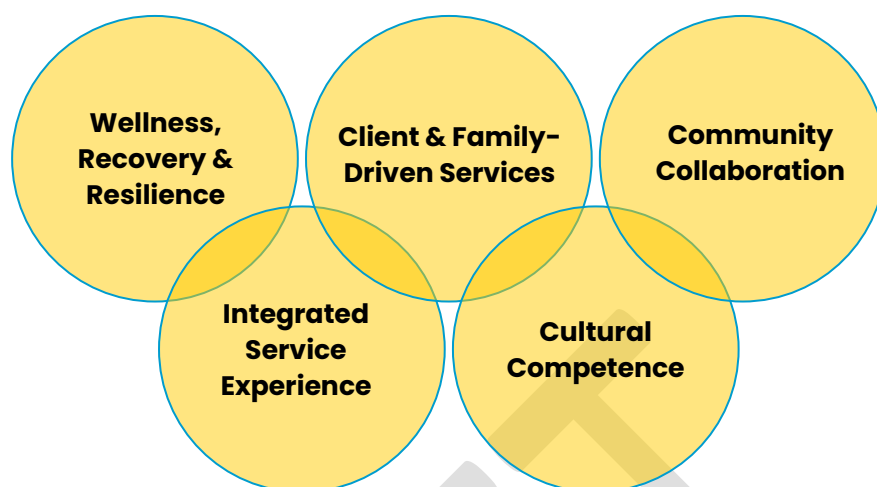 Wellness,
Recovery &
Resilience
Client & Family-
Driven Services
Community
Collaboration
Integrated
Service
Experience
Cultural
Competence